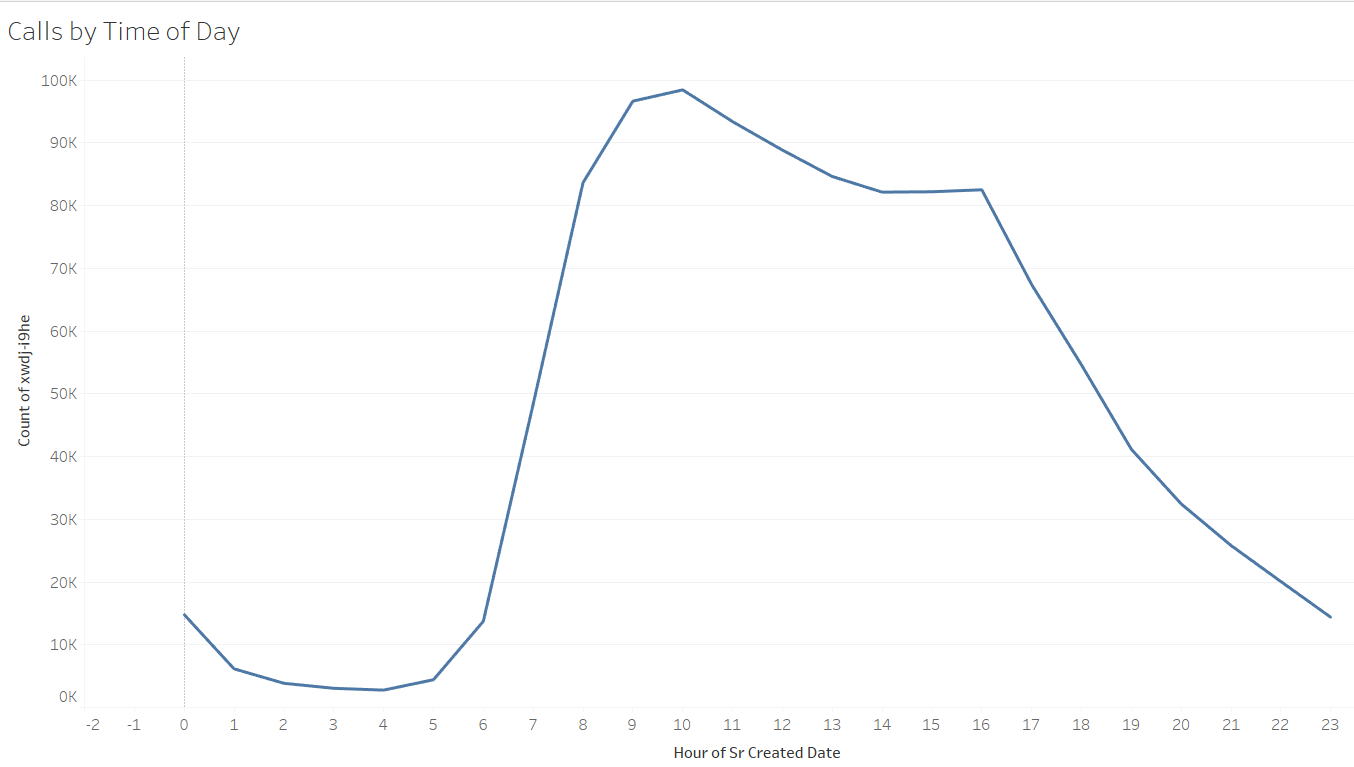 Calls by Time of Day
100K
90K
80K
70K
60K
50K
40K
30K
20K
10K
0K
Count of xwdj-i9he
-2 -1 0 1 2 3 4 5 6 7 8 9 10 11 12 13 14 15 16 17 18 19 20 21 22 23
Hour of Sr Created Date